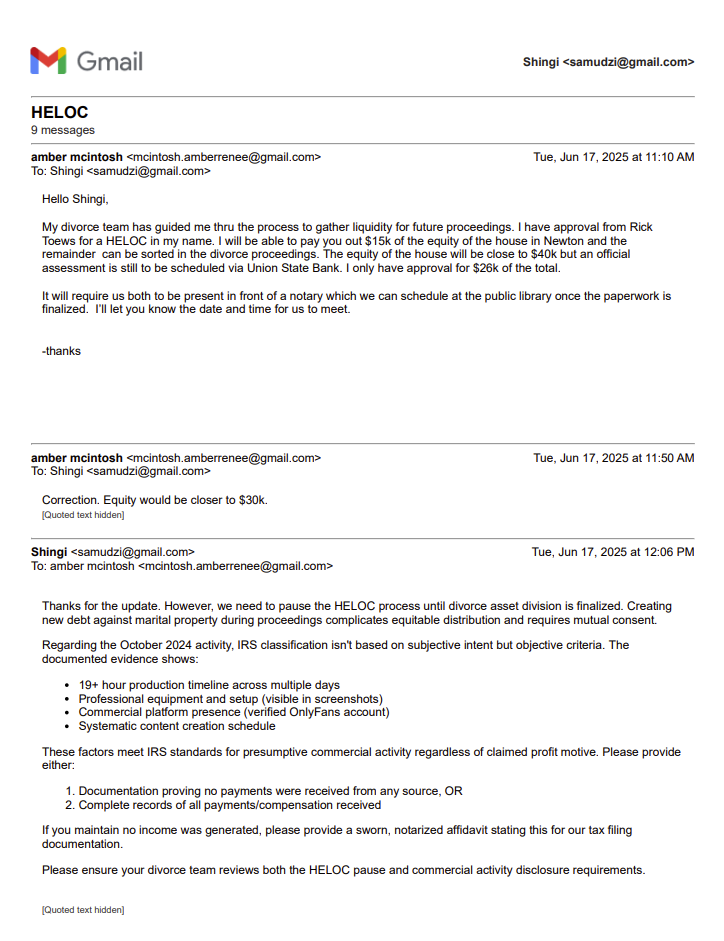 Gmail
Shingi <samudzi@gmail.com>
HELOC
9 messages
amber mcintosh <mcintosh.amberrenee@gmail.com>
Tue, Jun 17, 2025 at 11:10 AM
To: Shingi <samudzi@gmail.com>
Hello Shingi,
My divorce team has guided me thru the process to gather liquidity for future proceedings. I have approval from Rick
Toews for a HELOC in my name. I will be able to pay you out $15k of the equity of the house in Newton and the
remainder  can be sorted in the divorce proceedings. The equity of the house will be close to $40k but an official
assessment is still to be scheduled via Union State Bank. I only have approval for $26k of the total.
It will require us both to be present in front of a notary which we can schedule at the public library once the paperwork is
finalized.  I'll let you know the date and time for us to meet.
-thanks
amber mcintosh <mcintosh.amberrenee@gmail.com>
Tue, Jun 17, 2025 at 11:50 AM
To: Shingi <samudzi@gmail.com>
Correction. Equity would be closer to $30k.
[Quoted text hidden]
Shingi <samudzi@gmail.com>
Tue, Jun 17, 2025 at 12:06 PM
To: amber mcintosh <mcintosh.amberrenee@gmail.com>
Thanks for the update. However, we need to pause the HELOC process until divorce asset division is finalized. Creating
new debt against marital property during proceedings complicates equitable distribution and requires mutual consent.
Regarding the October 2024 activity, IRS classification isn't based on subjective intent but objective criteria. The
documented evidence shows:
• 19+ hour production timeline across multiple days
• Professional equipment and setup (visible in screenshots)
• Commercial platform presence (verified OnlyFans account)
• Systematic content creation schedule
These factors meet IRS standards for presumptive commercial activity regardless of claimed profit motive. Please provide
either:
1. Documentation proving no payments were received from any source, OR
2. Complete records of all payments/compensation received
If you maintain no income was generated, please provide a sworn, notarized affidavit stating this for our tax filing
documentation.
Please ensure your divorce team reviews both the HELOC pause and commercial activity disclosure requirements.
[Quoted text hidden]